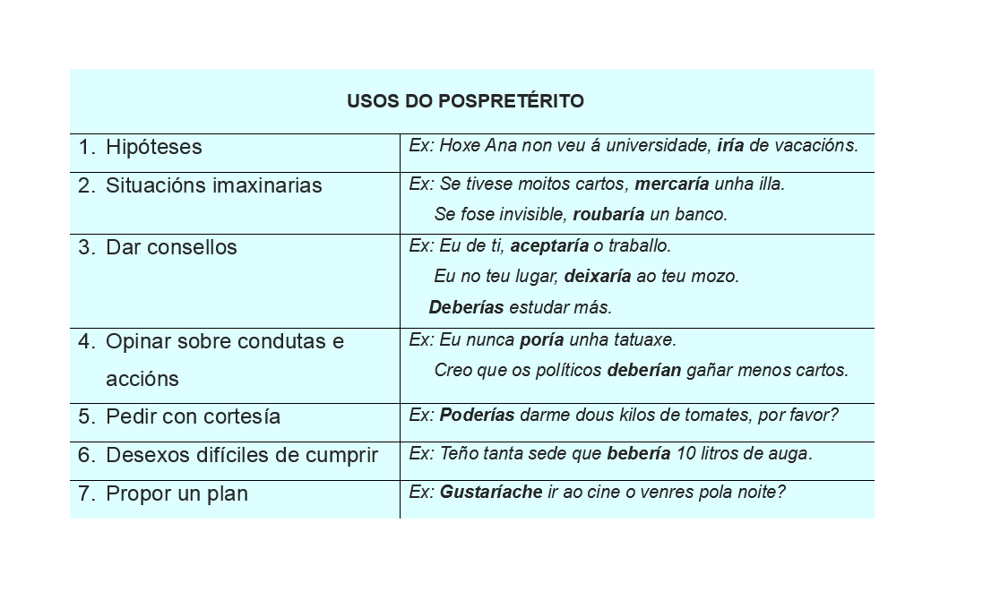 USOS DO POSPRETÉRITO
1. Hipóteses
Ex: Hoxe Ana non veu á universidade, iría de vacacións.
2. Situacións imaxinarias
Ex: Se tivese moitos cartos, mercaría unha illa.
Se fose invisible, roubaría un banco.
3. Dar consellos
Ex: Eu de ti, aceptaría o traballo.
Eu no teu lugar, deixaría ao teu mozo.
Deberías estudar más.
4. Opinar sobre condutas e
accións
Ex: Eu nunca poría unha tatuaxe.
Creo que os políticos deberían gañar menos cartos.
5. Pedir con cortesía
Ex: Poderías darme dous kilos de tomates, por favor?
6. Desexos difíciles de cumprir
Ex: Teño tanta sede que bebería 10 litros de auga.
7. Propor un plan
Ex: Gustaríache ir ao cine o venres pola noite?